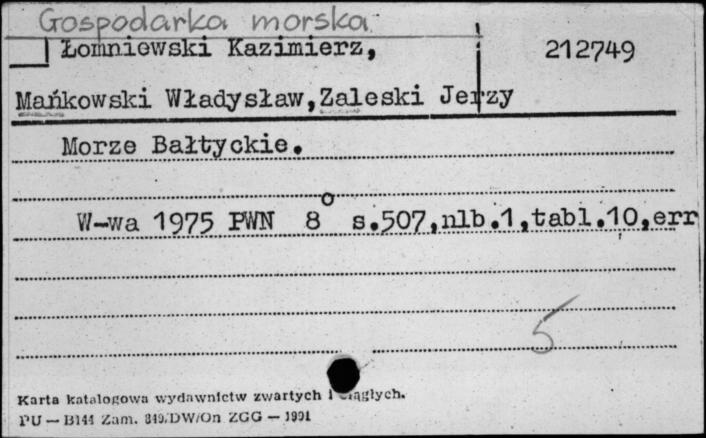 Gospodarka morska
Łomniewski Kazimierz,
212749
Mańkowski Władysław, Zaleski Jerzy
Morze Bałtyckie.
W-wa 1975 PWN 8° s.507,nlb.1,tabl.10,err
5
Karta katalogowa wydawnictw zwartych i ciągłych.
PU — B144 Zam. 849/DW/On ZGG — 1991